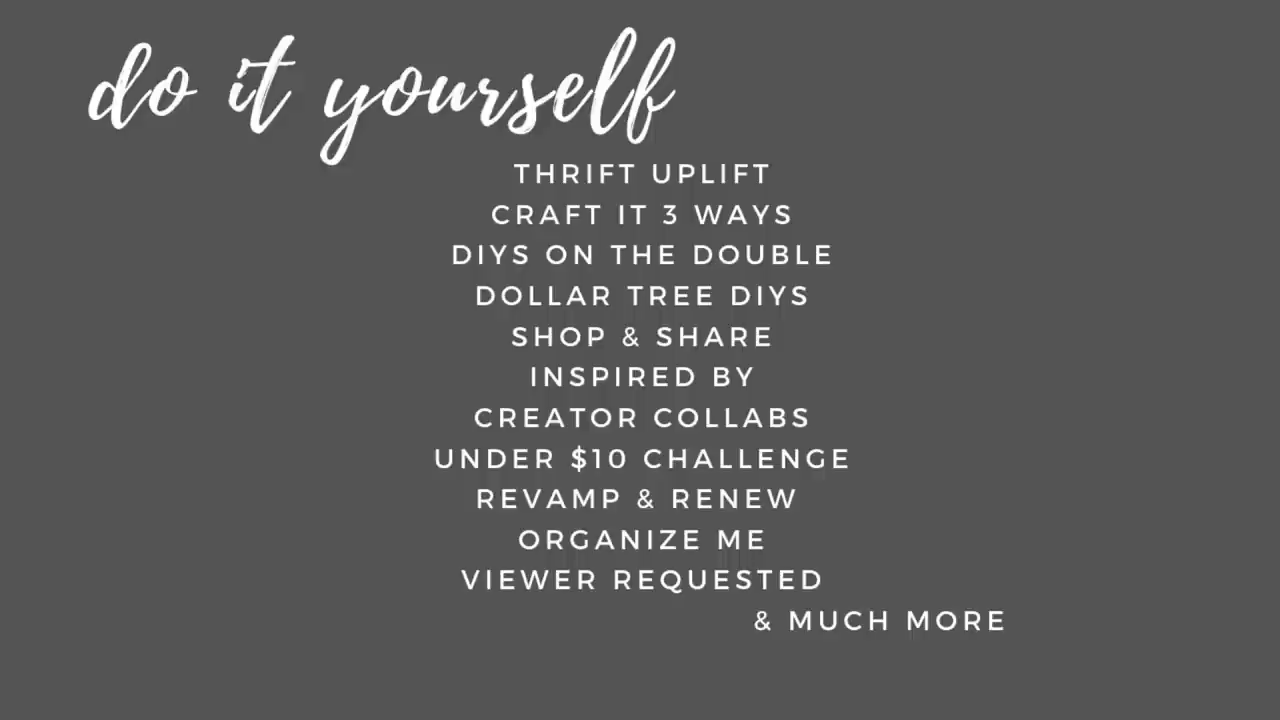 do it yourself
THRIFT UPLIFT
CRAFT IT 3 WAYS
DIYS ON THE DOUBLE
DOLLAR TREE DIYS
SHOP & SHARE
INSPIRED BY
CREATOR COLLABS
UNDER $10 CHALLENGE
REVAMP & RENEW
ORGANIZE ME
VIEWER REQUESTED
& MUCH MORE